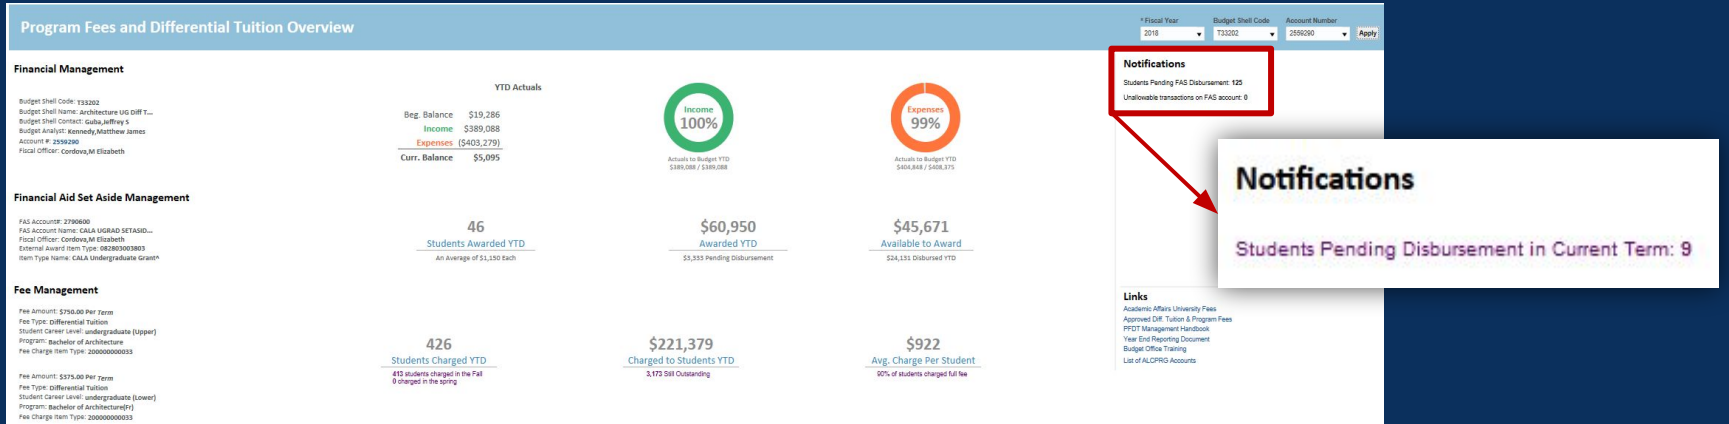 Program Fees and Differential Tuition Overview
* Fiscal Year
2018
Budget Shell Code
T33202
Account Number
2559290
Apply
Financial Management
Budget Shell Code: T33202
Budget Shell Name: Architecture UG Diff T...
Budget Shell Contact: Guba,Jeffrey S
Budget Analyst: Kennedy,Matthew James
Account #: 2559290
Fiscal Officer: Cordova,M Elizabeth
YTD Actuals
Beg. Balance $19,286
Income $389,088
Expenses ($403,279)
Curr. Balance $5,095
Income
100%
Actuals to Budget YTD
$389,088 / $389,088
Expenses
99%
Actuals to Budget YTD
$404,848 / $408,375
Notifications
Students Pending FAS Disbursement: 125
Unallowable transactions on FAS account: 0
Notifications
Students Pending Disbursement in Current Term: 9
Financial Aid Set Aside Management
FAS Account#: 2790600
FAS Account Name: CALA UGRAD SETASID...
Fiscal Officer: Cordova,M Elizabeth
External Award Item Type: 082803003803
Item Type Name: CALA Undergraduate Grant^
46
Students Awarded YTD
An Average of $1,150 Each
$60,950
Awarded YTD
$3,333 Pending Disbursement
$45,671
Available to Award
$24,131 Disbursed YTD
Fee Management
Fee Amount: $750.00 Per Term
Fee Type: Differential Tuition
Student Career Level: undergraduate (Upper)
Program: Bachelor of Architecture
Fee Charge Item Type: 200000000033
Fee Amount: $375.00 Per Term
Fee Type: Differential Tuition
Student Career Level: undergraduate (Lower)
Program: Bachelor of Architecture(Fr)
Fee Charge Item Type: 200000000033
426
Students Charged YTD
413 students charged in the Fall
0 charged in the spring
$221,379
Charged to Students YTD
3,173 Still Outstanding
$922
Avg. Charge Per Student
90% of students charged full fee
Links
Academic Affairs University Fees
Approved Diff. Tuition & Program Fees
PFDT Management Handbook
Year End Reporting Document
Budget Office Training
List of ALCPRG Accounts